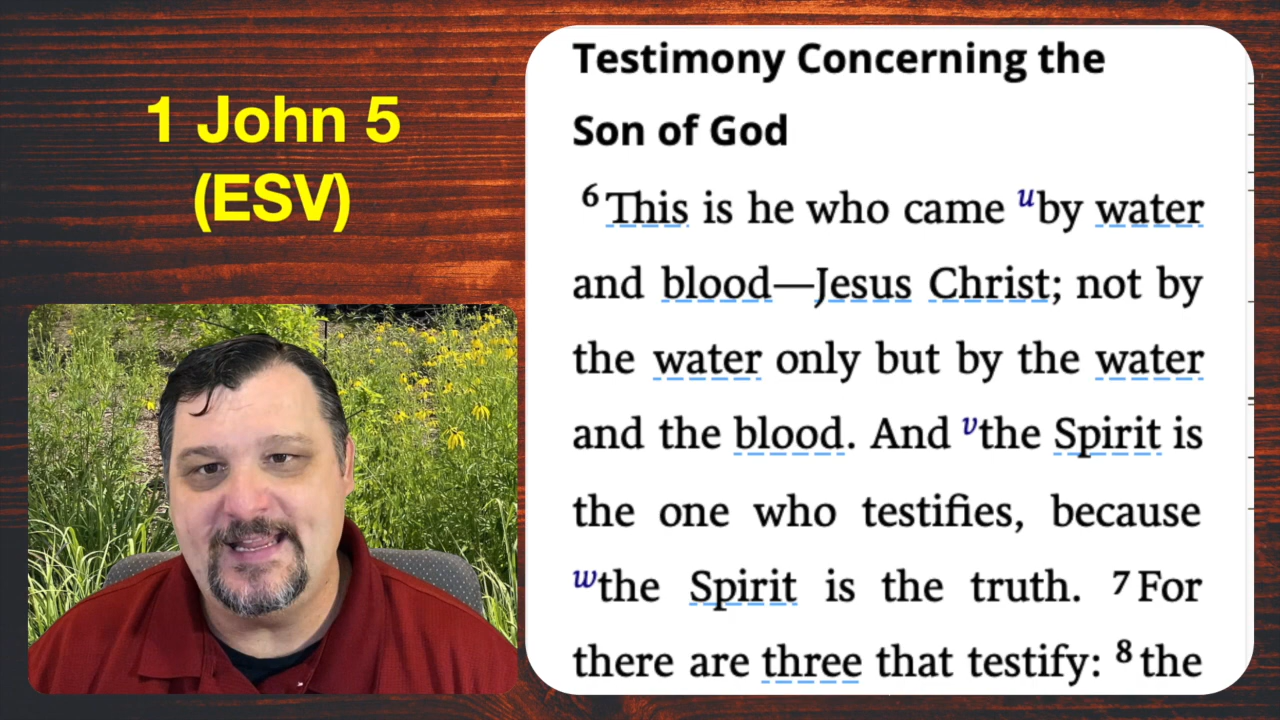 1 John 5
(ESV)
Testimony Concerning the
Son of God
6 This is he who came u by water
and blood—Jesus Christ; not by
the water only but by the water
and the blood. And v the Spirit is
the one who testifies, because
w the Spirit is the truth. 7 For
there are three that testify: 8 the